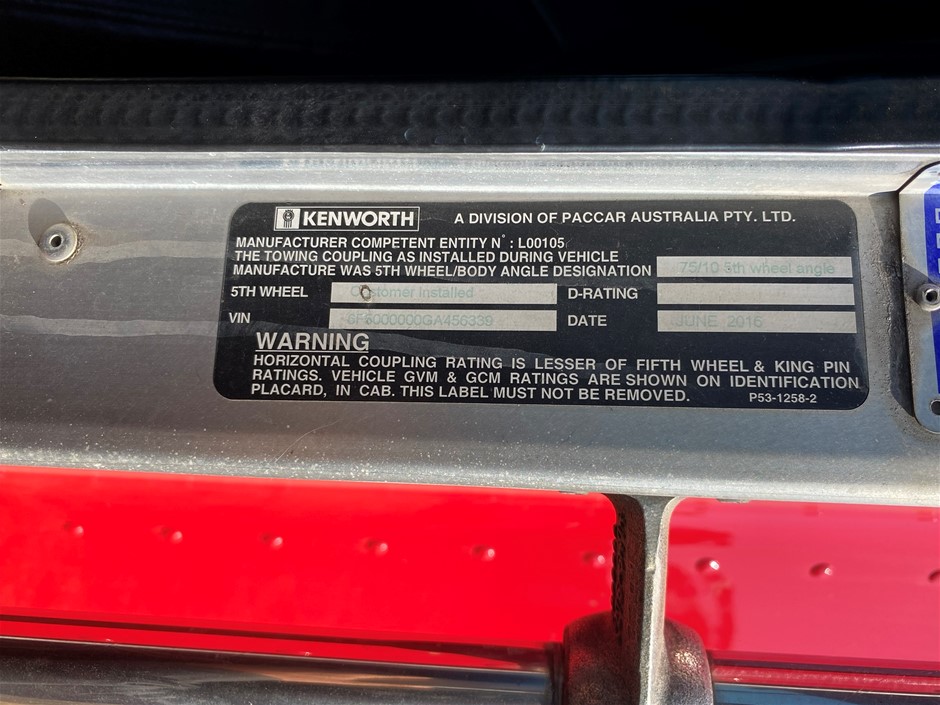 KENWORTH A DIVISION OF PACCAR AUSTRALIA PTY. LTD.
MANUFACTURER COMPETENT ENTITY N°: L00105
THE TOWING COUPLING AS INSTALLED DURING VEHICLE
MANUFACTURE WAS 5TH WHEEL/BODY ANGLE DESIGNATION 75/10 5th wheel angle
5TH WHEEL Customer Installed D-RATING
VIN 6F5000000GA456339 DATE JUNE 2016
WARNING
HORIZONTAL COUPLING RATING IS LESSER OF FIFTH WHEEL & KING PIN
RATINGS. VEHICLE GVM & GCM RATINGS ARE SHOWN ON IDENTIFICATION
PLACARD, IN CAB. THIS LABEL MUST NOT BE REMOVED. P53-1258-2